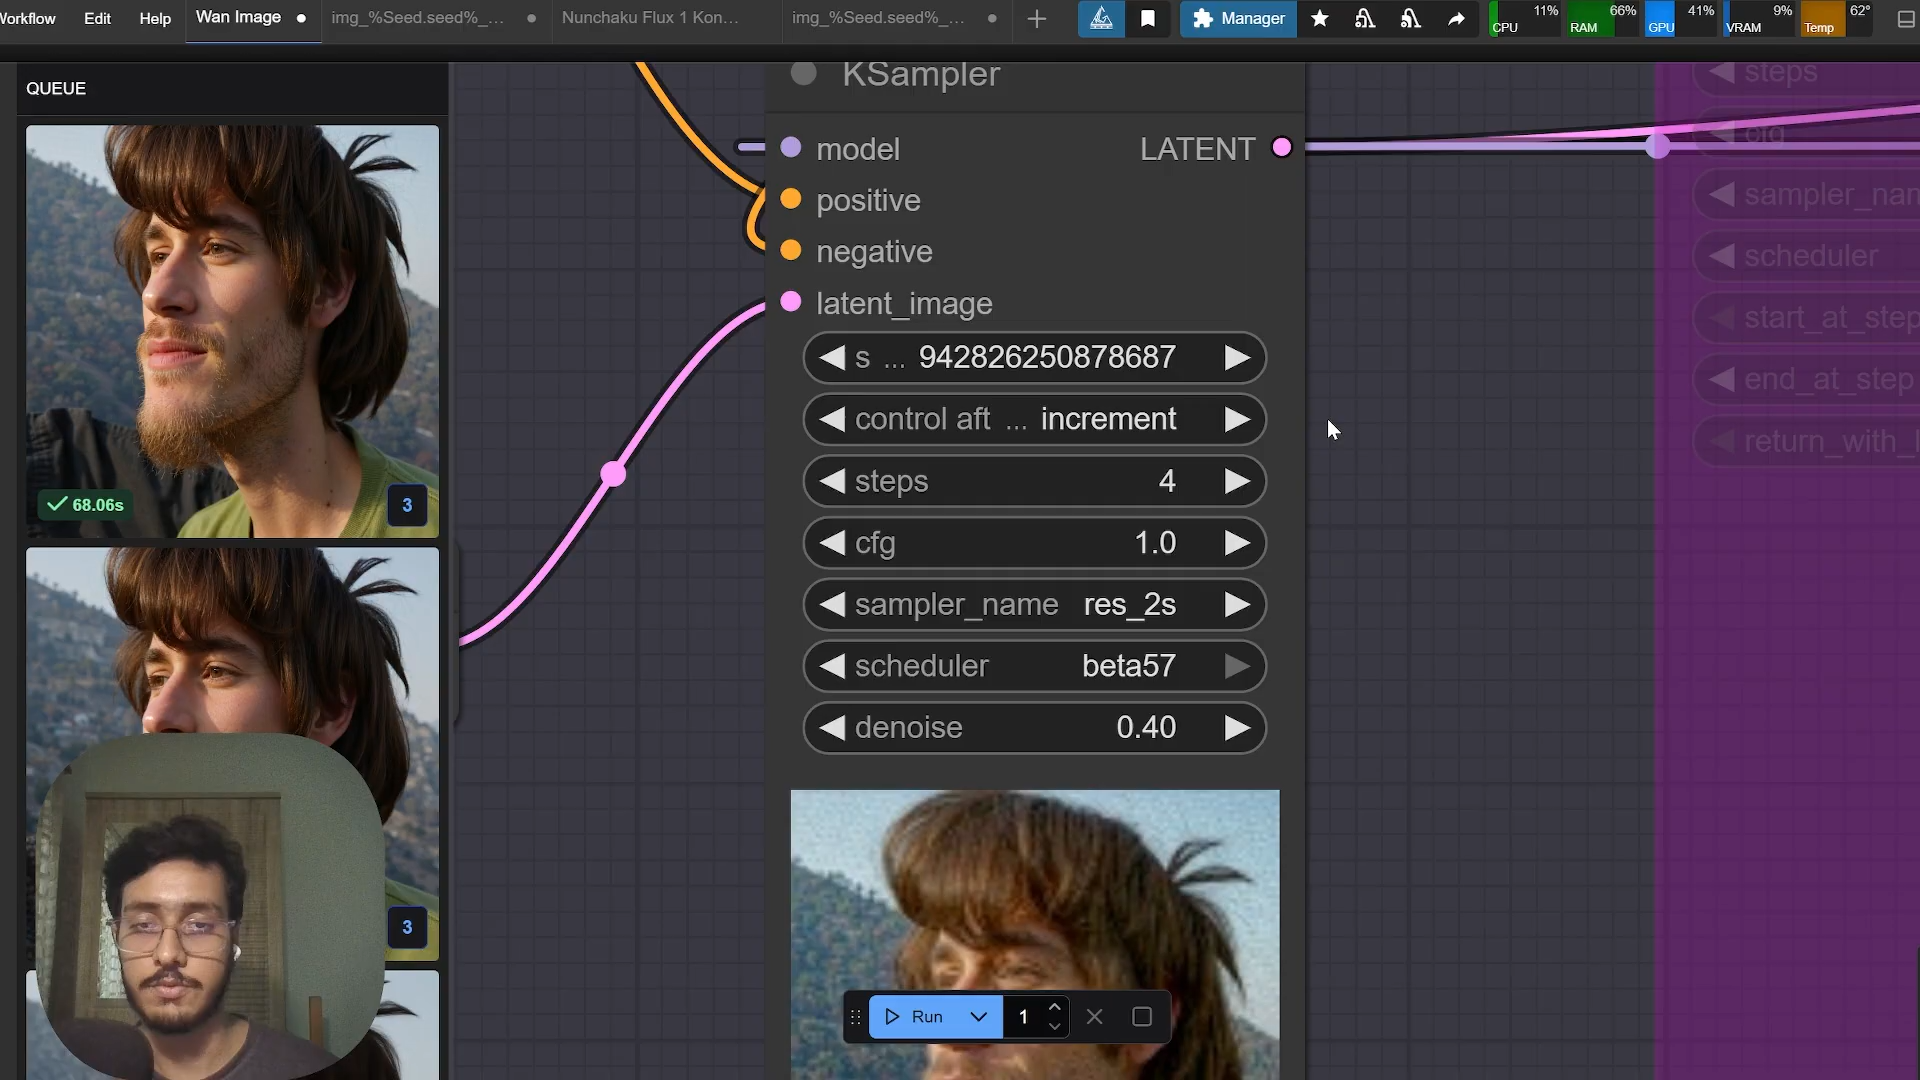 Workflow Edit Help Wan Image img_%Seed.seed%_... Nunchaku Flux 1 Kon... img_%Seed.seed%_... Manager
CPU 11% RAM 66% GPU 41% VRAM 9% Temp 62°
QUEUE
68.06s
3
3
KSampler
model LATENT
positive
negative
latent_image
s ... 942826250878687
control aft ... increment
steps 4
cfg 1.0
sampler_name res_2s
scheduler beta57
denoise 0.40
Run 1
steps
cfg
sampler_nam
scheduler
start_at_step
end_at_step
return_with_l